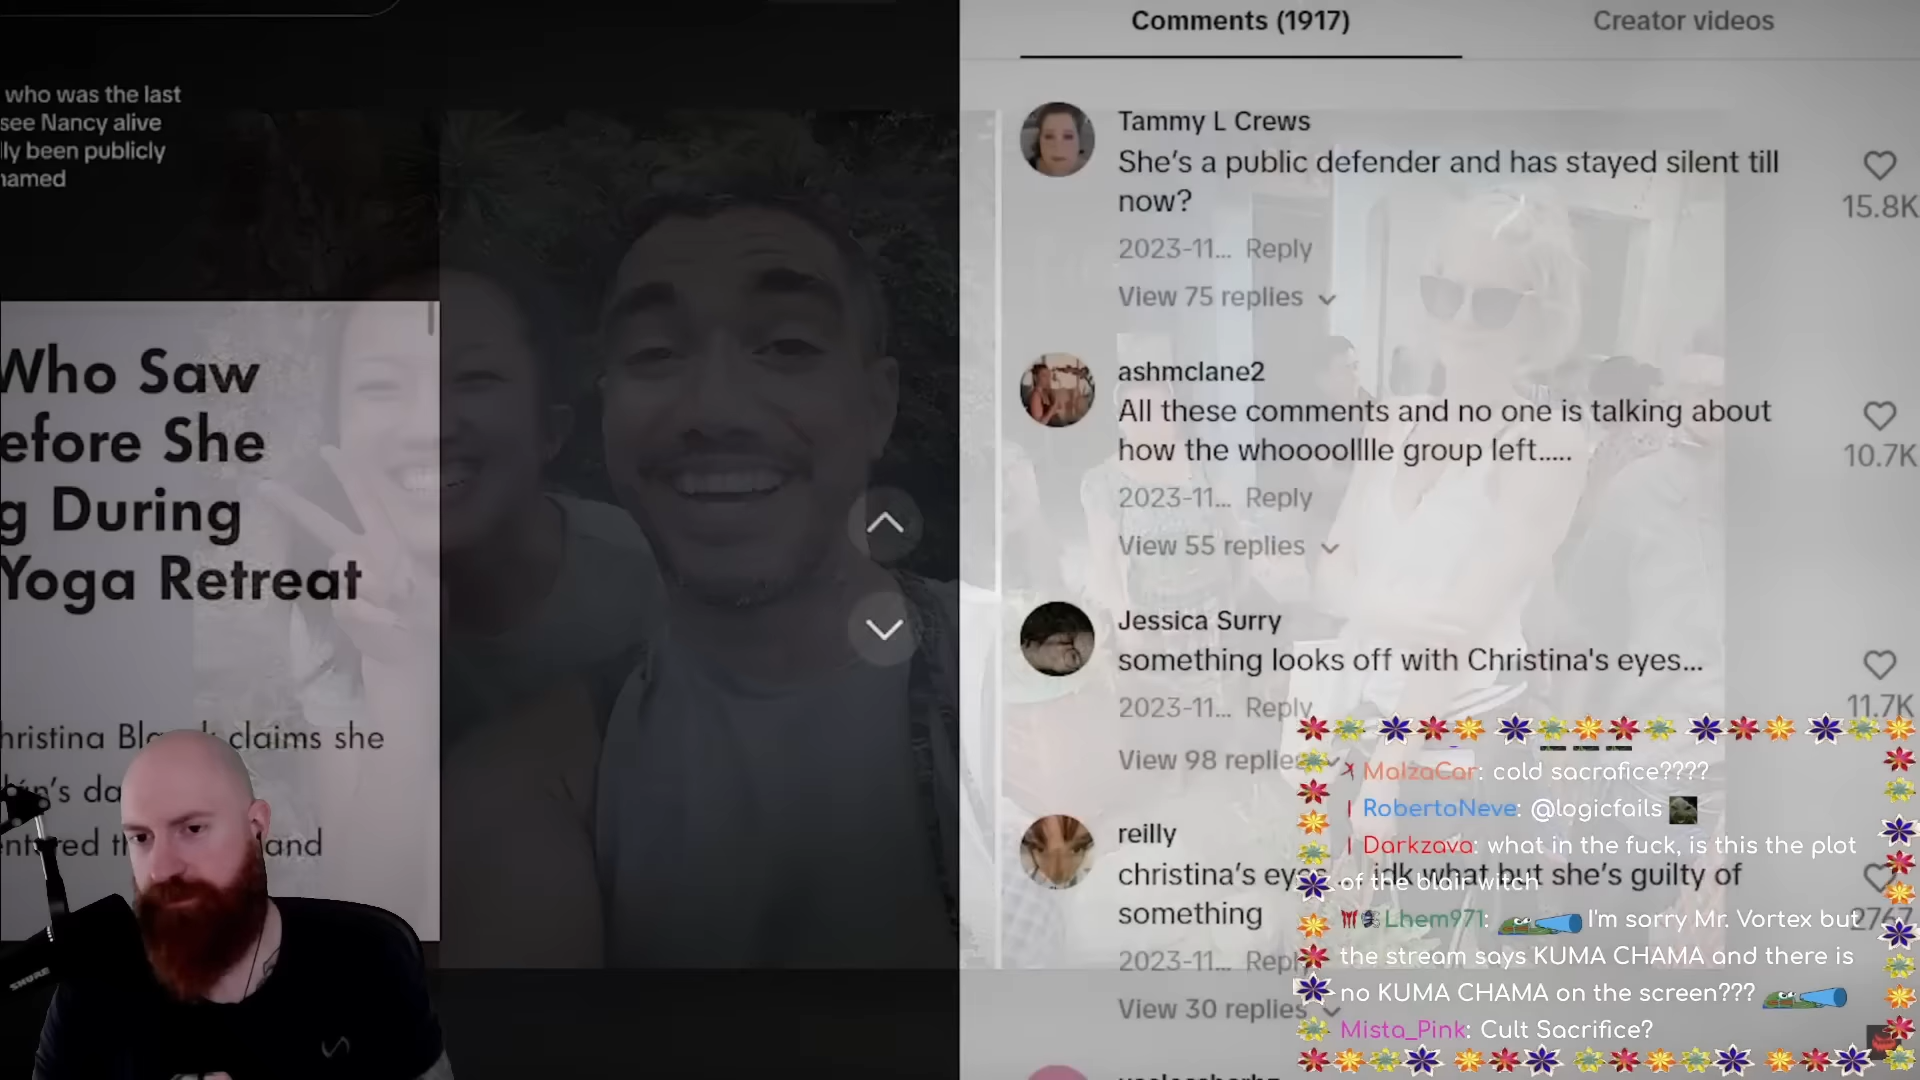 who was the last
see Nancy alive
lly been publicly
named
Who Saw
efore She
g During
Yoga Retreat
hristina claims she
da
and
SHURE
Comments (1917)
Creator videos
Tammy L Crews
She's a public defender and has stayed silent till
now?
15.8K
2023-11... Reply
View 75 replies
ashmclane2
All these comments and no one is talking about
how the whoooolllle group left.....
10.7K
2023-11... Reply
View 55 replies
Jessica Surry
something looks off with Christina's eyes...
11.7K
2023-11... Reply
View 98 replies
reilly
christina's eyes idk what but she's guilty of
something
2767
2023-11... Reply
View 30 replies
MalzaCar: cold sacrafice????
RobertoNeve: @logicfails
Darkzava: what in the fuck, is this the plot
of the blair witch
Lhem971: I'm sorry Mr. Vortex but
the stream says KUMA CHAMA and there is
no KUMA CHAMA on the screen???
Mista_Pink: Cult Sacrifice?